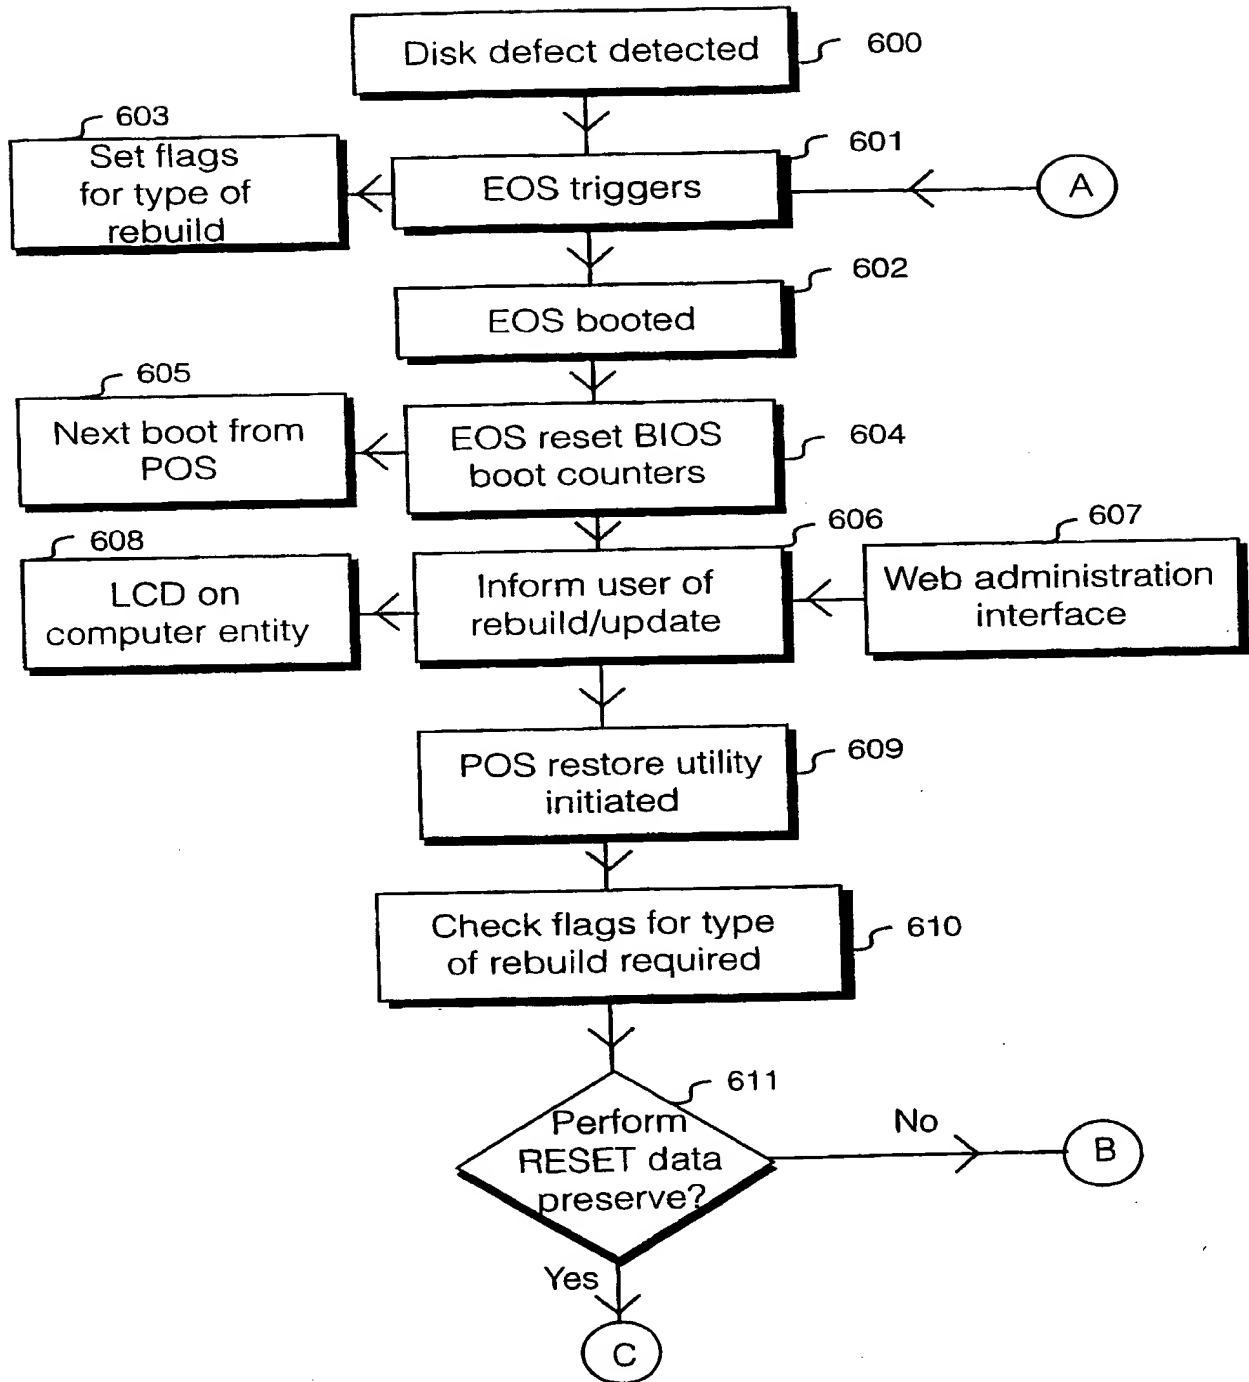 Disk defect detected
600
603
Set flags
for type of
rebuild
601
EOS triggers
A
602
EOS booted
605
Next boot from
POS
EOS reset BIOS
boot counters
604
608
LCD on
computer entity
606
Inform user of
rebuild/update
607
Web administration
interface
POS restore utility
initiated
609
Check flags for type
of rebuild required
610
611
Perform
RESET data
preserve?
No
B
Yes
C